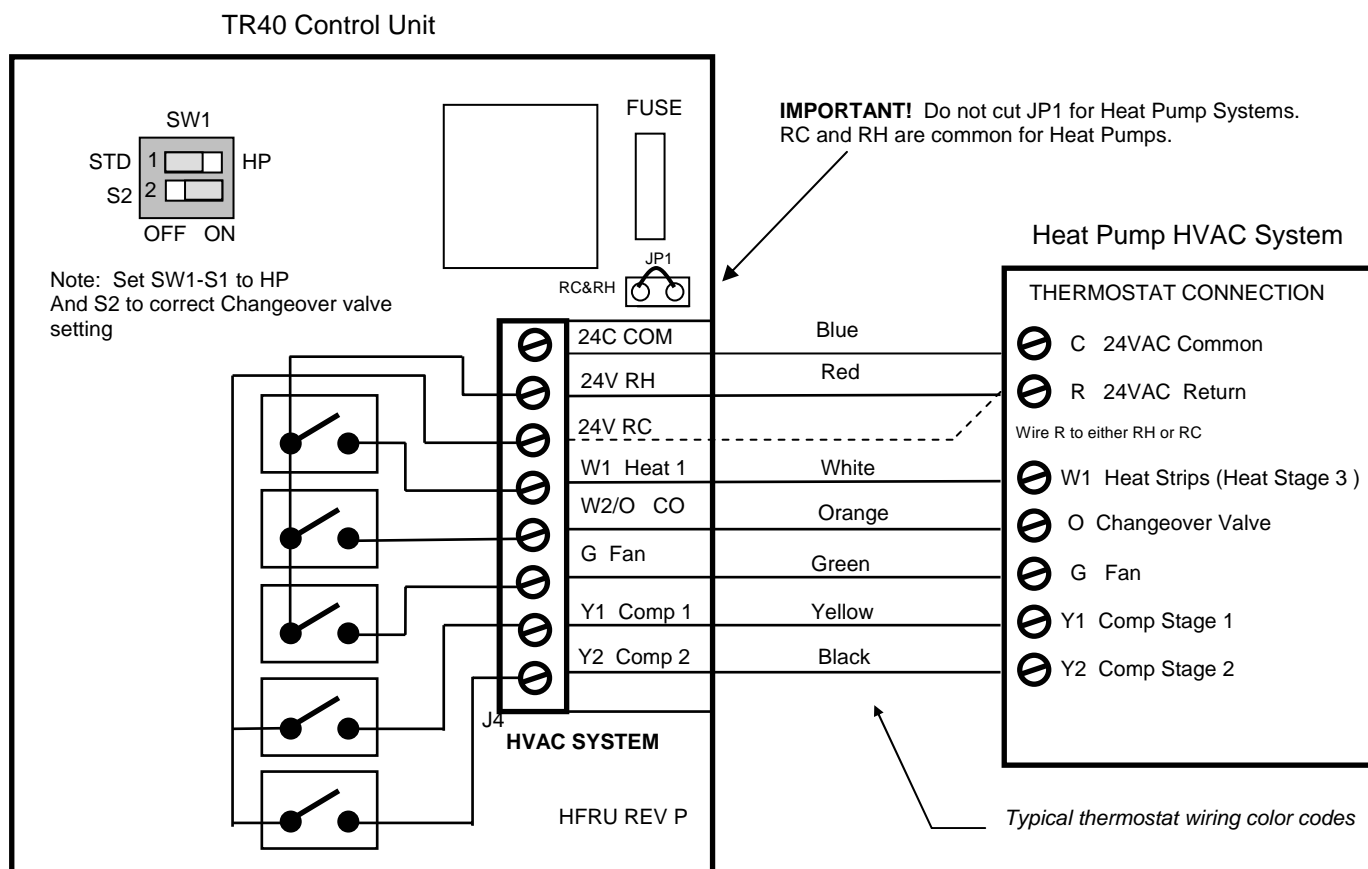 TR40 Control Unit
SW1
STD 1 HP
S2 2
OFF ON
Note: Set SW1-S1 to HP
And S2 to correct Changeover valve
setting
FUSE
JP1
RC&RH
IMPORTANT! Do not cut JP1 for Heat Pump Systems.
RC and RH are common for Heat Pumps.
24C COM
24V RH
24V RC
W1 Heat 1
W2/O CO
G Fan
Y1 Comp 1
Y2 Comp 2
J4
HVAC SYSTEM
HFRU REV P
Blue
Red
White
Orange
Green
Yellow
Black
Heat Pump HVAC System
THERMOSTAT CONNECTION
C 24VAC Common
R 24VAC Return
Wire R to either RH or RC
W1 Heat Strips (Heat Stage 3 )
O Changeover Valve
G Fan
Y1 Comp Stage 1
Y2 Comp Stage 2
Typical thermostat wiring color codes